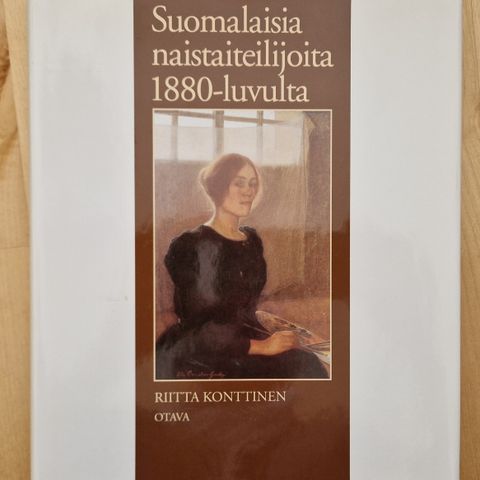 Suomalaisia
naistaiteilijoita
1880-luvulta
RIITTA KONTTINEN
OTAVA